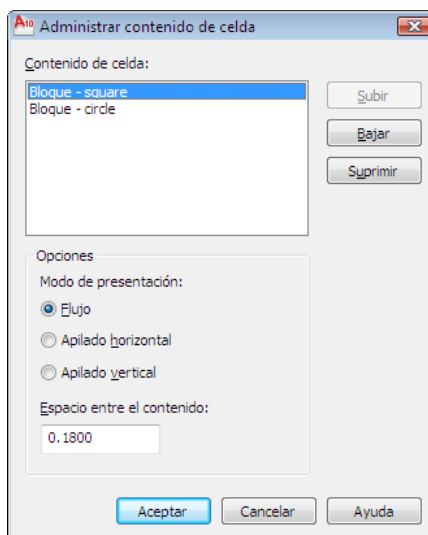 A10 Administrar contenido de celda
Contenido de celda:
Bloque - square
Bloque - circle
Subir
Bajar
Suprimir
Opciones
Modo de presentación:
Flujo
Apilado horizontal
Apilado vertical
Espacio entre el contenido:
0.1800
Aceptar
Cancelar
Ayuda